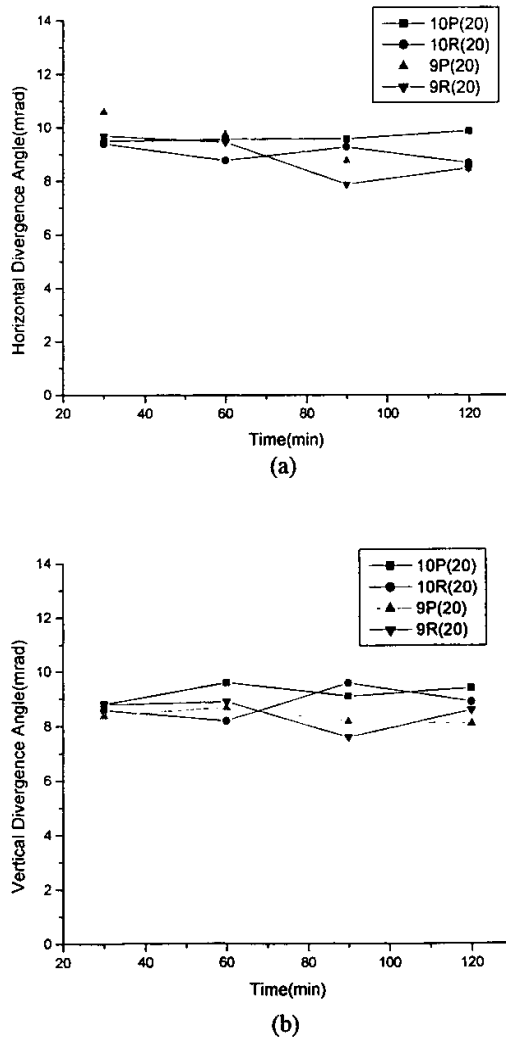 10P(20)
10R(20)
9P(20)
9R(20)
Horizontal Divergence Angle(mrad)
14
12
10
8
6
4
2
0
20 40 60 80 100 120
Time(min)
(a)
10P(20)
10R(20)
9P(20)
9R(20)
Vertical Divergence Angle(mrad)
14
12
10
8
6
4
2
0
20 40 60 80 100 120
Time(min)
(b)